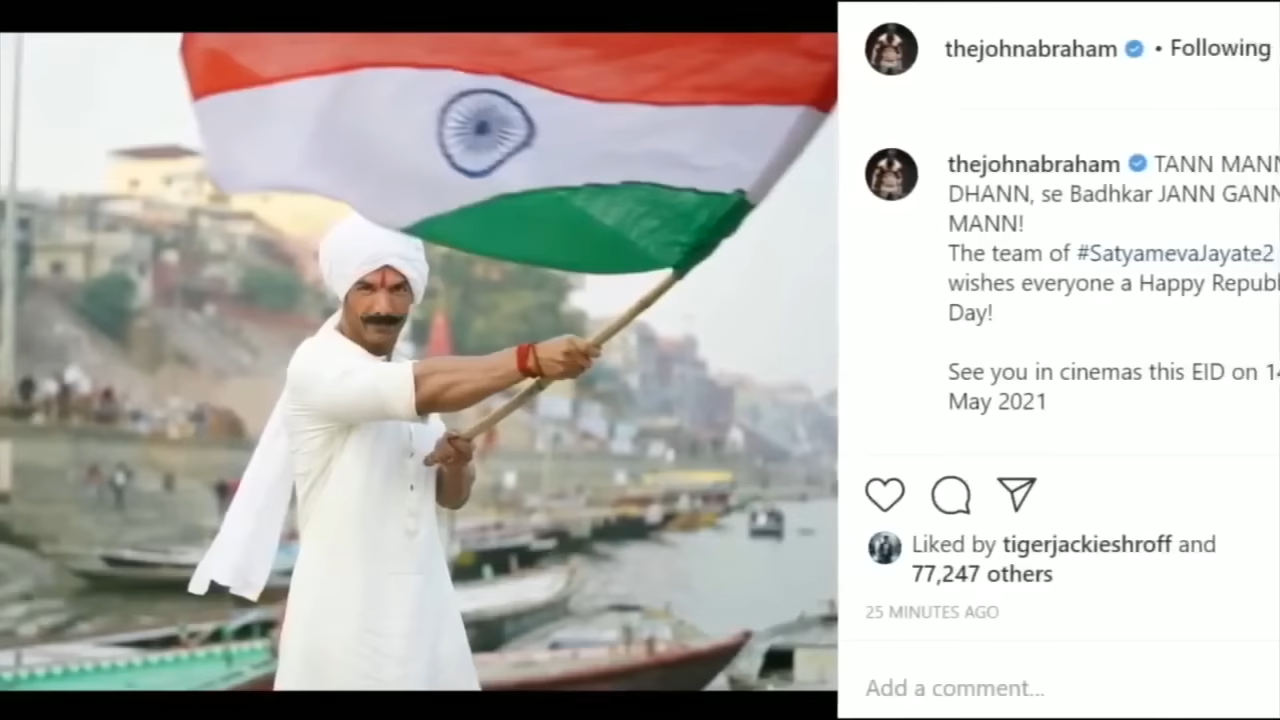 thejohnabraham • Following
thejohnabraham TANN MANN
DHANN, se Badhkar JANN GANN
MANN!
The team of #SatyamevaJayate2
wishes everyone a Happy Republ
Day!
See you in cinemas this EID on 14
May 2021
Liked by tigerjackieshroff and
77,247 others
25 MINUTES AGO
Add a comment...